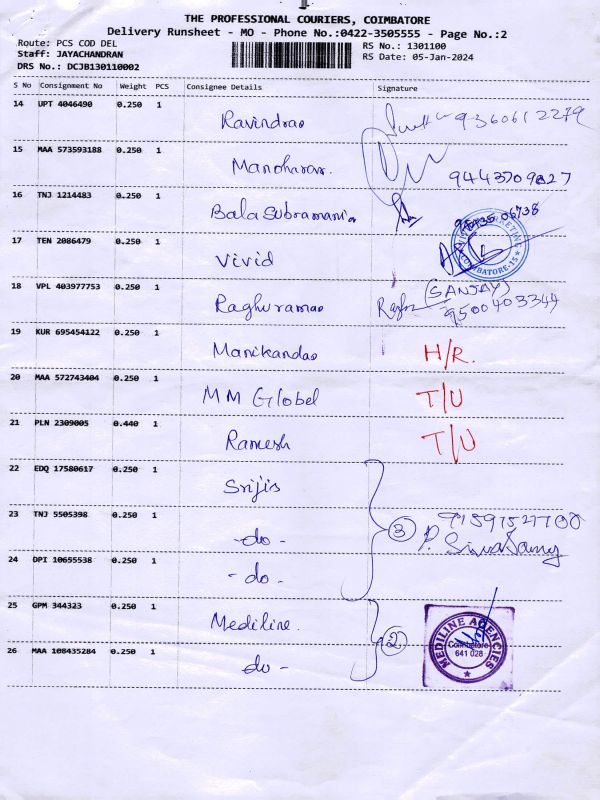 THE PROFESSIONAL COURIERS, COIMBATORE
Delivery Runsheet - MO - Phone No.:0422-3505555 - Page No.:2
Route: PCS COD DEL
RS No.: 1301100
Staff: JAYACHANDRAN
RS Date: 05-Jan-2024
DRS No.: DCJB130110002
S No Consignment No Weight PCS Consignee Details Signature
14 UPT 4046490 0.250 1 Ravindran 9360612279
15 MAA 573593188 0.250 1 Manoharan. 9443709827
16 TNJ 1214483 0.250 1 Bala Subramania
17 TEN 2086479 0.250 1 Vivid COIMBATORE-15
18 VPL 403977753 0.250 1 Raghuraman (SANJAY)
9500403344
19 KUR 695454122 0.250 1 Manikandan H/R.
20 MAA 572743404 0.250 1 MM Globel T/U
21 PLN 2309005 0.440 1 Ramesh T/U
22 EDQ 17580617 0.250 1 Srijis
23 TNJ 5505398 0.250 1 -do- 3
24 DPI 10655538 0.250 1 -do-
25 GPM 344323 0.250 1 Mediline. 2
MEDILINE AGENCIES
Coimbatore
641 028
26 MAA 108435284 0.250 1 do-